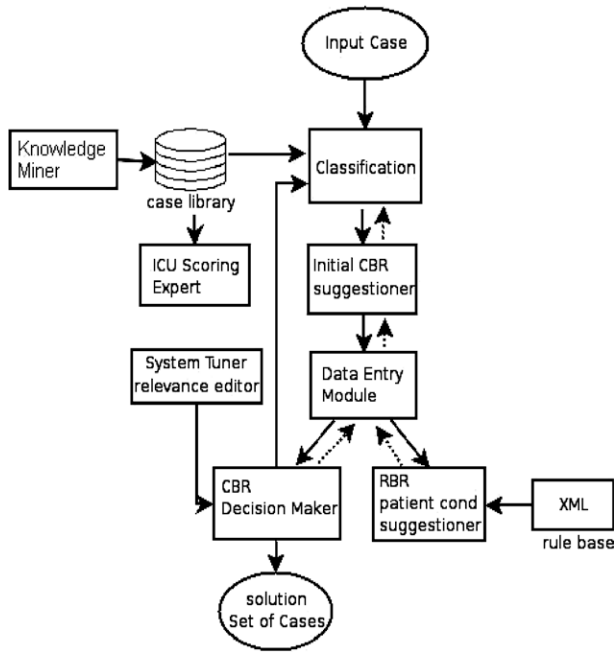 Input Case
Knowledge
Miner
case library
Classification
ICU Scoring
Expert
Initial CBR
suggestioner
System Tuner
relevance editor
Data Entry
Module
CBR
Decision Maker
RBR
patient cond
suggestioner
XML
rule base
solution
Set of Cases